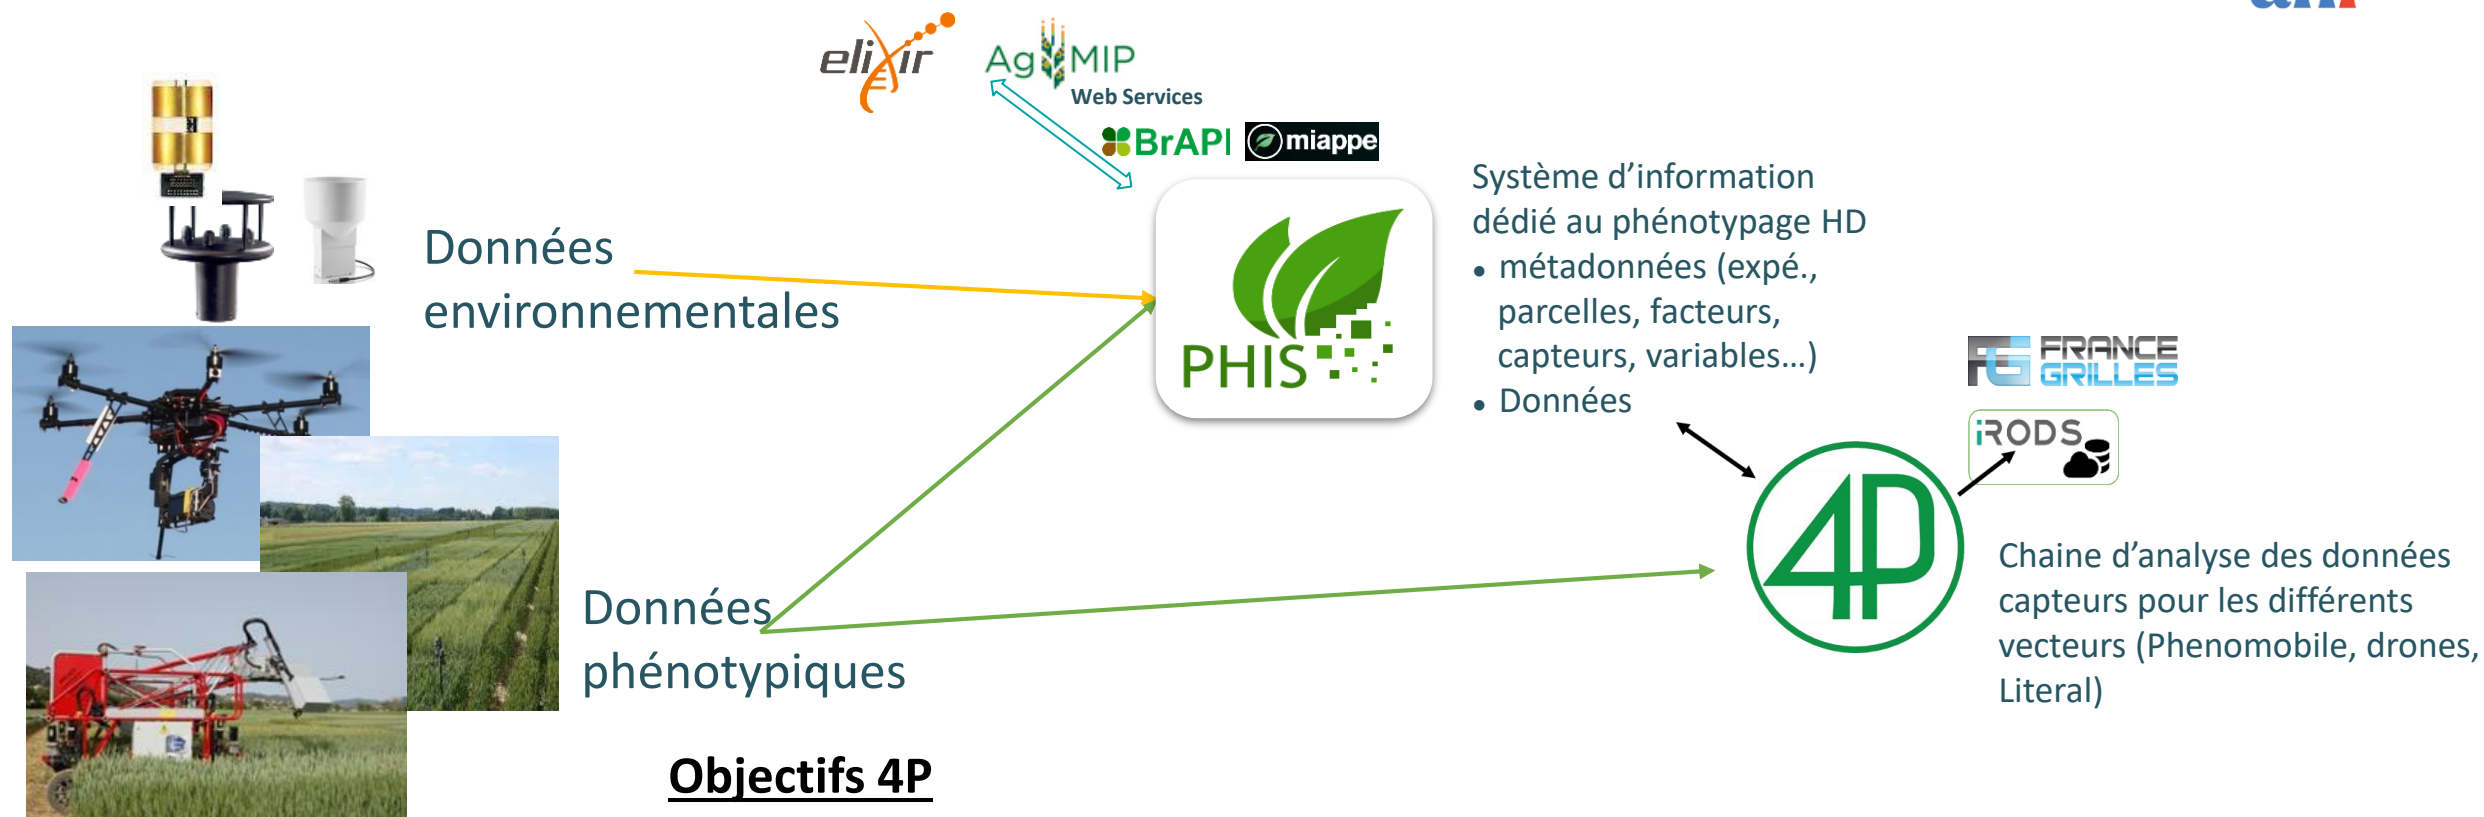 elixir
AgMIP
Web Services
BrAPI
miappe
Données
environnementales
PHIS
Système d’information
dédié au phénotypage HD
• métadonnées (expé.,
parcelles, facteurs,
capteurs, variables...)
• Données
FG FRANCE
GRILLES
iRODS
4P
Chaine d’analyse des données
capteurs pour les différents
vecteurs (Phenomobile, drones,
Literal)
Données
phénotypiques
Objectifs 4P